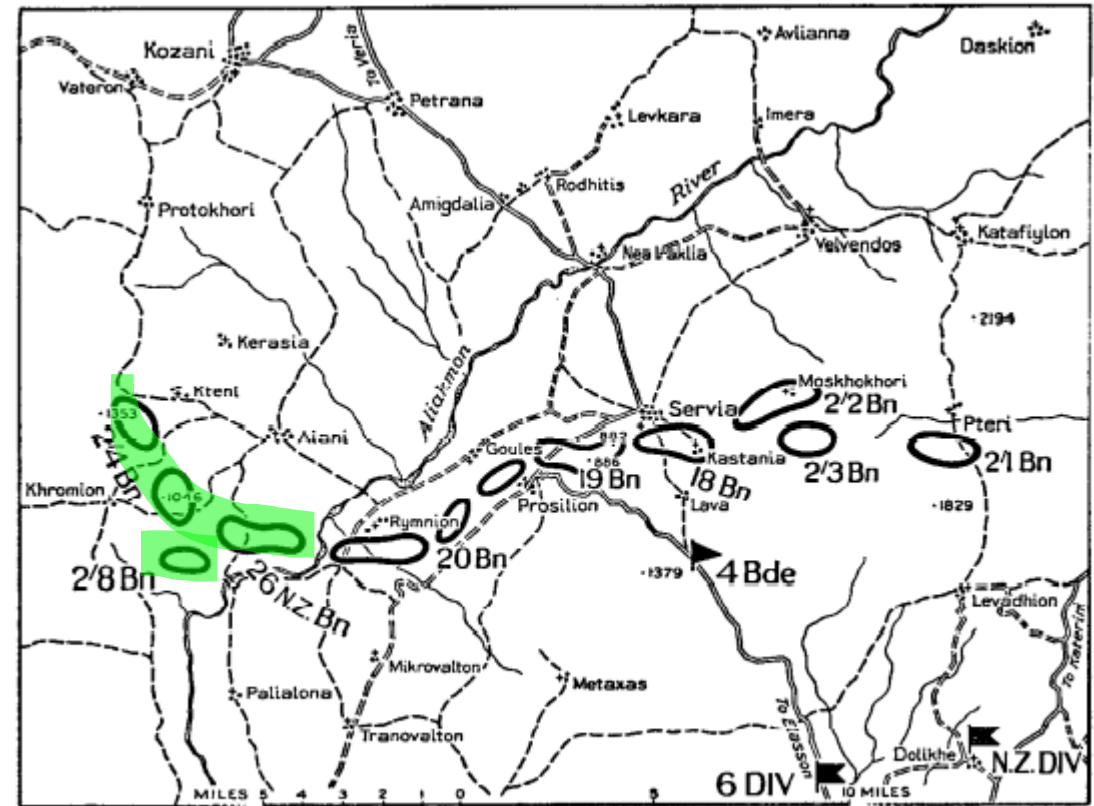 Avlianna
Daskion
Kozani
Vateron
To Veria
Petrana
Levkara
Imera
Rodhitis
River
Protokhori
Amigdalia
Velvendos
Katafiylon
Nea Iraklia
·2194
Kerasia
Aliakmon
Kteni
Moskhokhori
·1353
Servia
2/2 Bn
Pteri
Aiani
Goules
882
Kastania
2/3 Bn
2/1 Bn
2/4 Bn
·886
19 Bn
18 Bn
Khromion
·1046
Prosilion
Lava
·1829
Rymnion
20 Bn
2/8 Bn
26 N.Z. Bn
·1379
4 Bde
Levadhion
To Katerini
Mikrovalton
Palialona
Metaxas
Tranovalton
To Elasson
Dolikhe
N.Z. DIV
6 DIV
MILES 5 4 3 2 1 0 5 10 MILES